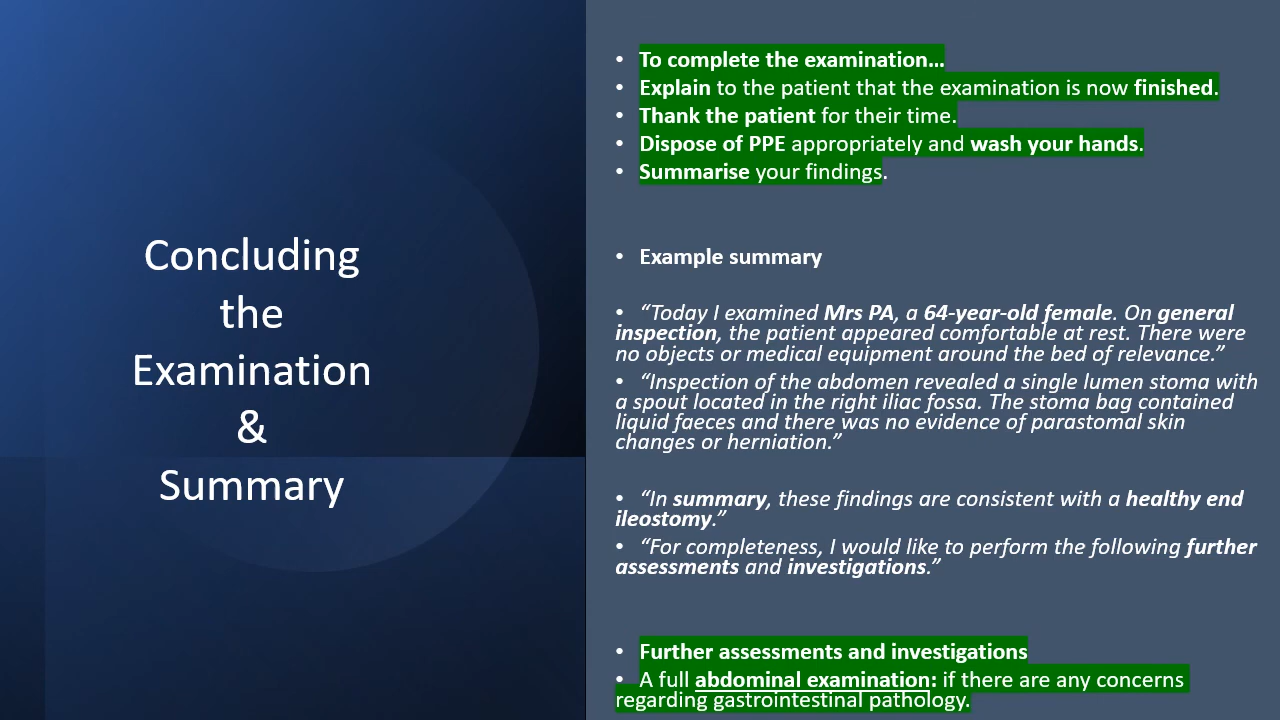 Concluding
the
Examination
&
Summary
• To complete the examination...
• Explain to the patient that the examination is now finished.
• Thank the patient for their time.
• Dispose of PPE appropriately and wash your hands.
• Summarise your findings.
• Example summary
• “Today I examined Mrs PA, a 64-year-old female. On general
inspection, the patient appeared comfortable at rest. There were
no objects or medical equipment around the bed of relevance.”
• “Inspection of the abdomen revealed a single lumen stoma with
a spout located in the right iliac fossa. The stoma bag contained
liquid faeces and there was no evidence of parastomal skin
changes or herniation.”
• “In summary, these findings are consistent with a healthy end
ileostomy.”
• “For completeness, I would like to perform the following further
assessments and investigations.”
• Further assessments and investigations
• A full abdominal examination: if there are any concerns
regarding gastrointestinal pathology.